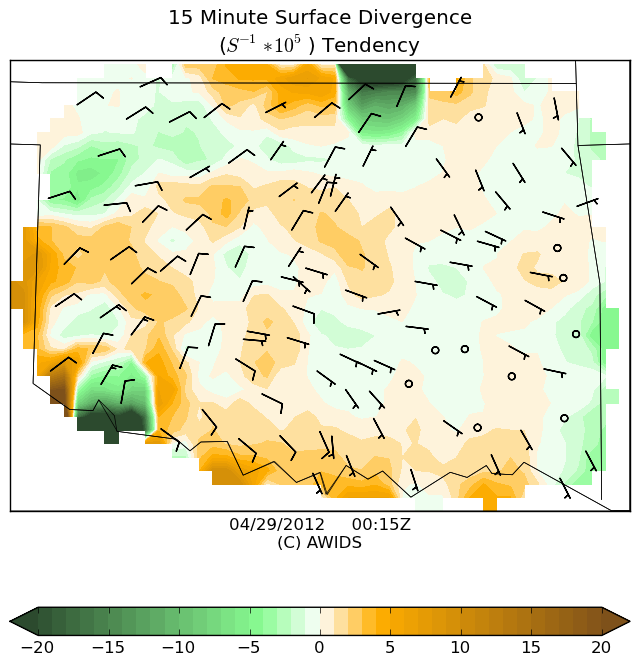 15 Minute Surface Divergence
(S⁻¹ * 10⁵ ) Tendency
04/29/2012 00:15Z
(C) AWIDS
−20 −15 −10 −5 0 5 10 15 20